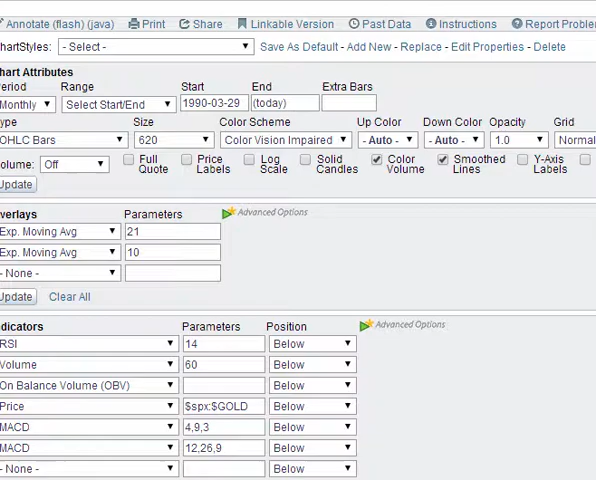 Annotate (flash) (java) Print Share Linkable Version Past Data Instructions Report Proble
hartStyles: - Select - Save As Default - Add New - Replace - Edit Properties - Delete
hart Attributes
eriod Range Start End Extra Bars
Monthly Select Start/End 1990-03-29 (today)
ype Size Color Scheme Up Color Down Color Opacity Grid
OHLC Bars 620 Color Vision Impaired - Auto - - Auto - 1.0 Normal
olume: Off Full Quote Price Labels Log Scale Solid Candles Color Volume Smoothed Lines Y-Axis Labels
Update
verlays Parameters Advanced Options
Exp. Moving Avg 21
Exp. Moving Avg 10
- None -
Update Clear All
ndicators Parameters Position Advanced Options
RSI 14 Below
Volume 60 Below
On Balance Volume (OBV) Below
Price $spx:$GOLD Below
MACD 4,9,3 Below
MACD 12,26,9 Below
- None - Below